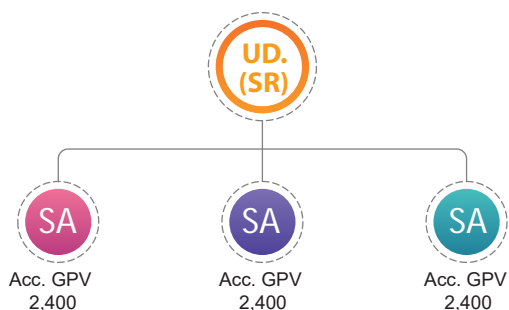 UD.
(SR)
SA
SA
SA
Acc. GPV
2,400
Acc. GPV
2,400
Acc. GPV
2,400